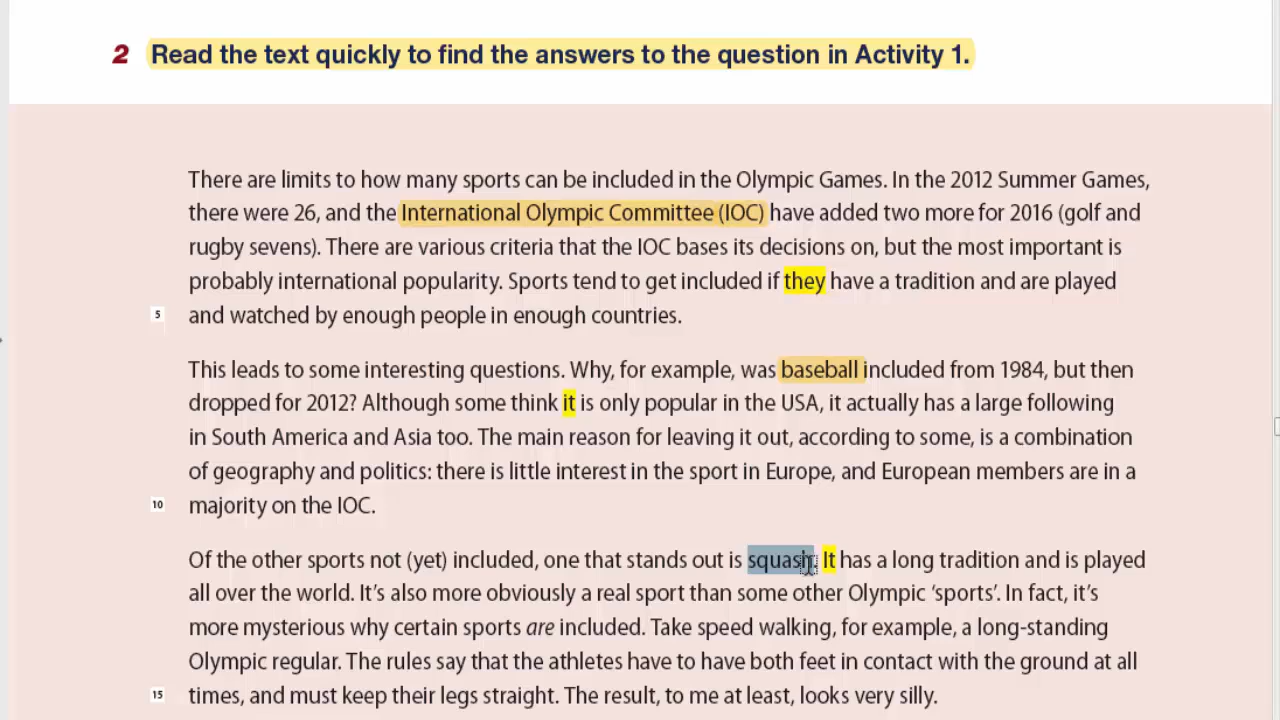 2 Read the text quickly to find the answers to the question in Activity 1.
There are limits to how many sports can be included in the Olympic Games. In the 2012 Summer Games,
there were 26, and the International Olympic Committee (IOC) have added two more for 2016 (golf and
rugby sevens). There are various criteria that the IOC bases its decisions on, but the most important is
probably international popularity. Sports tend to get included if they have a tradition and are played
5 and watched by enough people in enough countries.
This leads to some interesting questions. Why, for example, was baseball included from 1984, but then
dropped for 2012? Although some think it is only popular in the USA, it actually has a large following
in South America and Asia too. The main reason for leaving it out, according to some, is a combination
of geography and politics: there is little interest in the sport in Europe, and European members are in a
10 majority on the IOC.
Of the other sports not (yet) included, one that stands out is squash. It has a long tradition and is played
all over the world. It's also more obviously a real sport than some other Olympic ‘sports’. In fact, it's
more mysterious why certain sports are included. Take speed walking, for example, a long-standing
Olympic regular. The rules say that the athletes have to have both feet in contact with the ground at all
15 times, and must keep their legs straight. The result, to me at least, looks very silly.